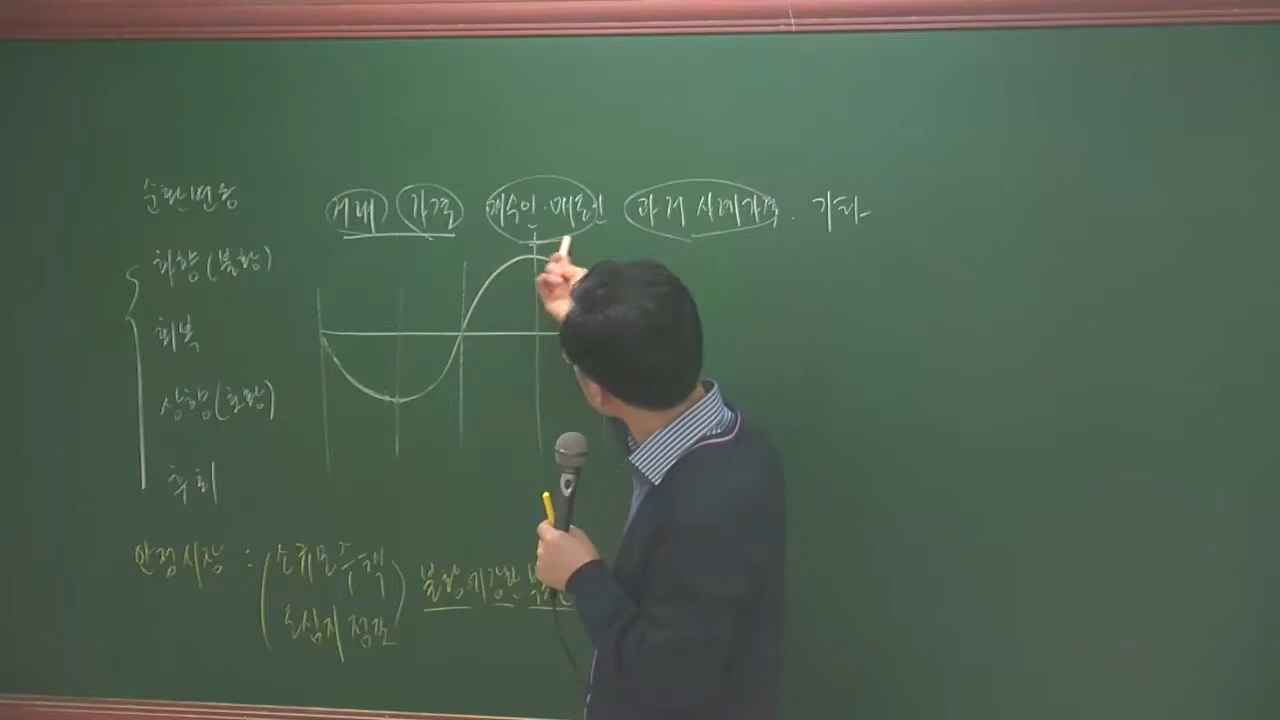 순환변동
거래 가격 매수인·매도인 과거 사례가격. 기타
하향(불황)
회복
상향(호황)
후퇴
안정시장 : (소규모주택
도심지 점포)
불황에강한